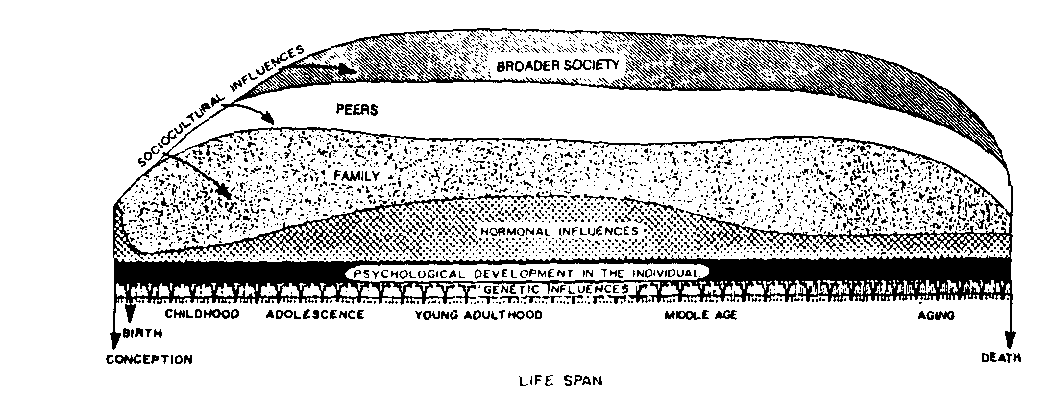 SOCIOCULTURAL INFLUENCES
BROADER SOCIETY
PEERS
FAMILY
HORMONAL INFLUENCES
PSYCHOLOGICAL DEVELOPMENT IN THE INDIVIDUAL
GENETIC INFLUENCES
CHILDHOOD ADOLESCENCE YOUNG ADULTHOOD MIDDLE AGE AGING
BIRTH
CONCEPTION DEATH
LIFE SPAN